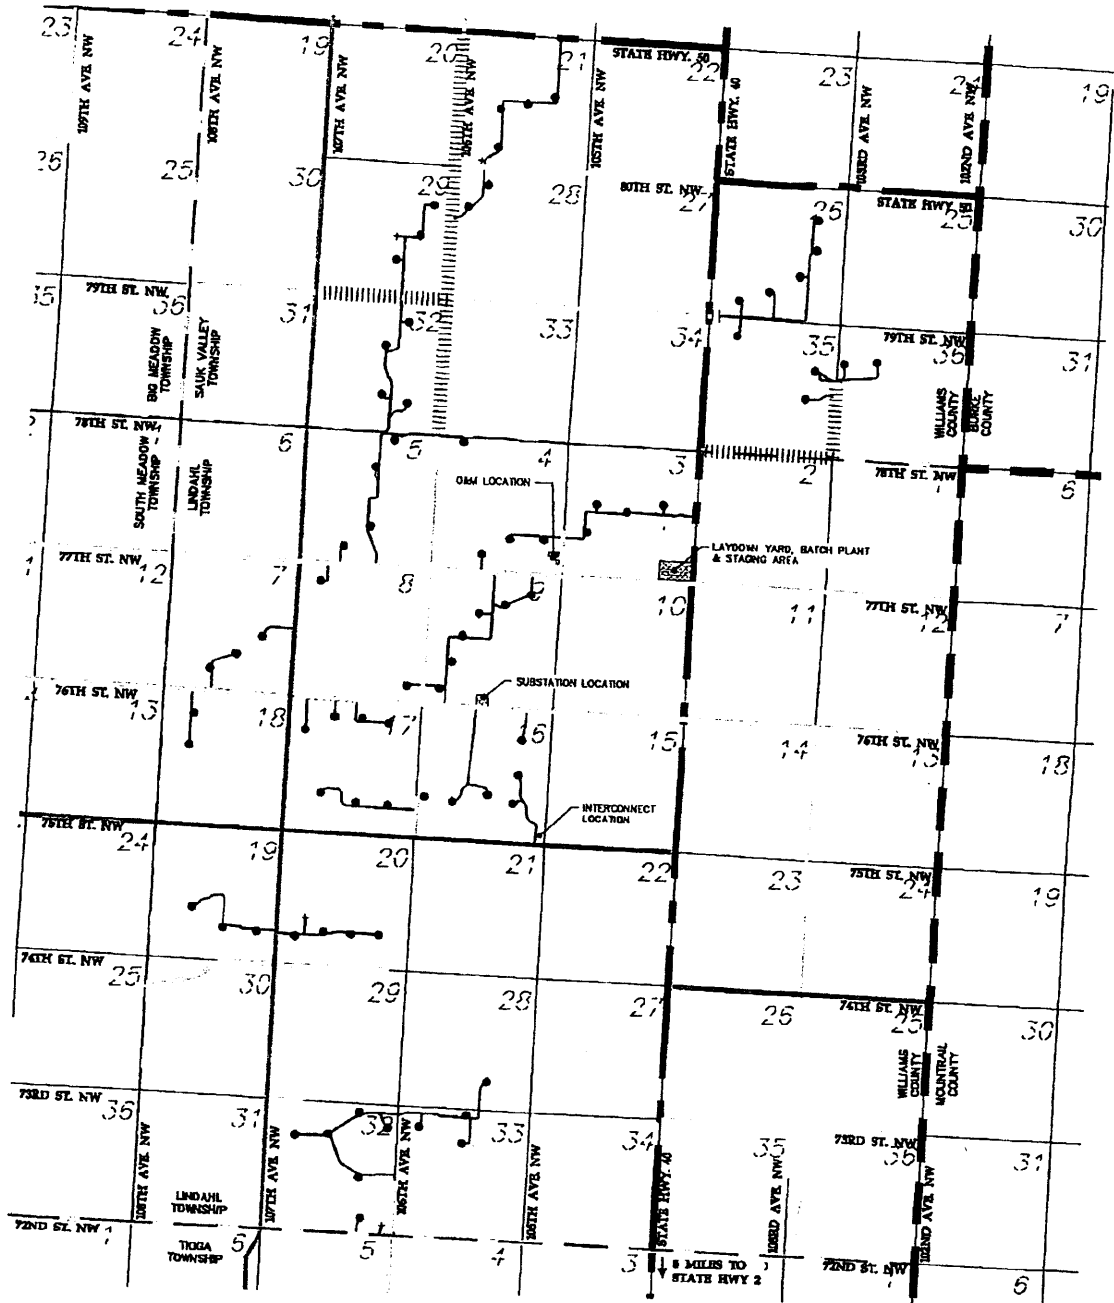 23
24
19
20
21
22
23
24
19
109TH AVE NW
108TH AVE. NW
107TH AVE NW
106TH AVE NW
105TH AVE NW
STATE HWY. 50
STATE HWY. 40
103RD AVE NW
102ND AVE NW
26
25
30
29
28
80TH ST. NW
27
26
STATE HWY. 50
25
30
35
79TH ST. NW.
36
31
32
33
34
35
79TH ST. NW
36
31
BIG MEADOW
TOWNSHIP
SAUK VALLEY
TOWNSHIP
WILLIAMS
COUNTY
BURKE
COUNTY
78TH ST. NW
1
6
5
4
3
2
78TH ST. NW
1
6
SOUTH MEADOW
TOWNSHIP
LINDAHL
TOWNSHIP
O&M LOCATION
LAYDOWN YARD, BATCH PLANT
& STAGING AREA
77TH ST. NW
12
7
8
9
10
11
77TH ST. NW
12
7
76TH ST. NW
13
18
17
SUBSTATION LOCATION
16
15
14
76TH ST. NW
13
18
INTERCONNECT
LOCATION
75TH ST. NW
24
19
20
21
22
23
75TH ST. NW
24
19
74TH ST. NW
25
30
29
28
27
26
74TH ST. NW
25
30
WILLIAMS
COUNTY
MOUNTRAIL
COUNTY
73RD ST. NW
36
31
32
33
34
35
73RD ST. NW
36
31
108TH AVE. NW
107TH AVE NW
106TH AVE NW
105TH AVE NW
STATE HWY. 40
103RD AVE NW
102ND AVE NW
LINDAHL
TOWNSHIP
72ND ST. NW
1
TIOGA
TOWNSHIP
6
5
4
3
8 MILES TO
STATE HWY 2
72ND ST. NW
1
6